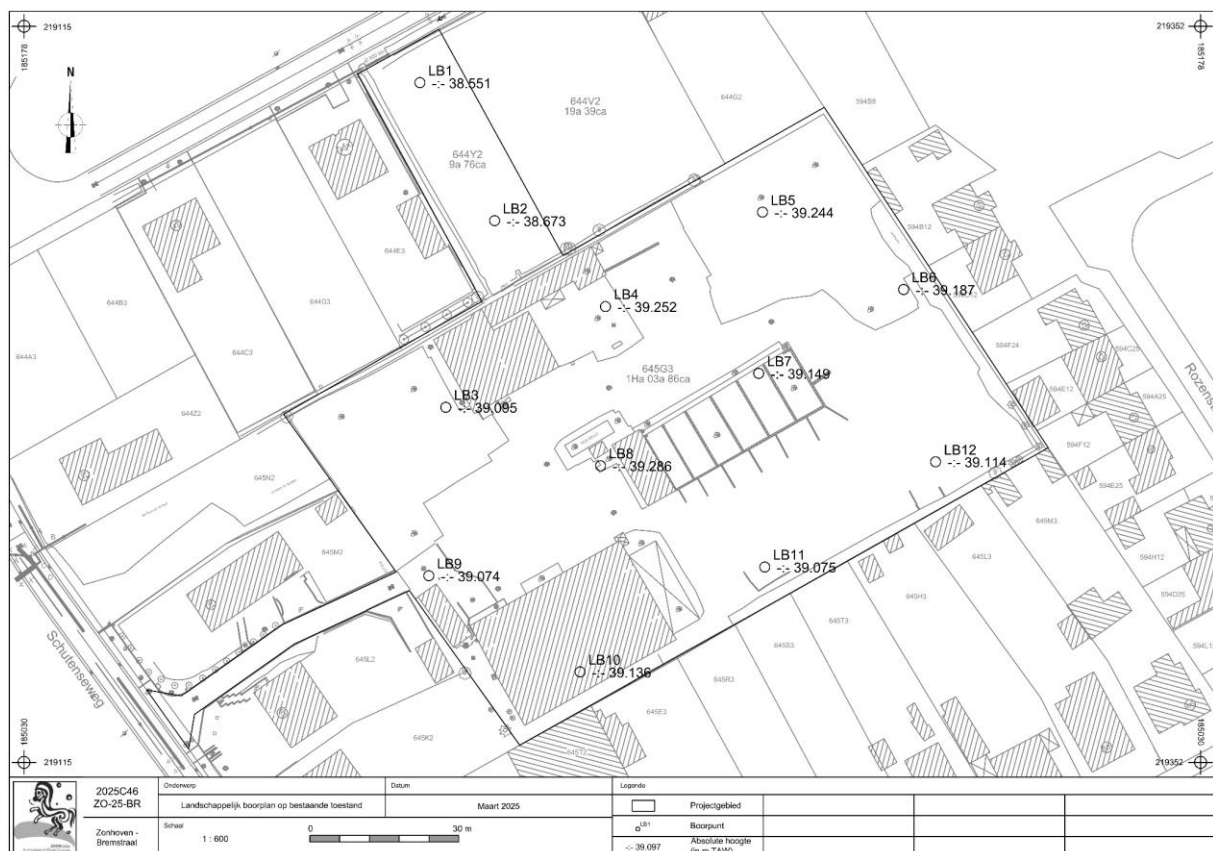 219115
219352
185178
185178
N
LB1
-:- 38.551
644V2
19a 39ca
644G2
594B8
644Y2
9a 76ca
LB2
-:- 38.673
LB5
-:- 39.244
594B12
644E3
644B3
644D3
LB6
-:- 39.187
LB4
-:- 39.252
644A3
644C3
594F24
594C25
645G3
1Ha 03a 86ca
LB7
-:- 39.149
594E12
594A25
644Z2
LB3
-:- 39.095
594F12
LB8
-:- 39.286
LB12
-:- 39.114
645N2
594E25
645M3
645M2
645L3
594H12
LB9
-:- 39.074
LB11
-:- 39.075
645H3
594D25
645T3
Schutenseweg
645L2
645S3
LB10
-:- 39.136
645R3
645E3
645K2
185030
185030
219115
219352
2025C46
ZO-25-BR
Zonhoven -
Bremstraat
Onderwerp
Landschappelijk boorplan op bestaande toestand
Datum
Maart 2025
Schaal
1 : 600
0
30 m
Legende
Projectgebied
LB1
Boorpunt
-:- 39.097
Absolute hoogte
(in m TAW)